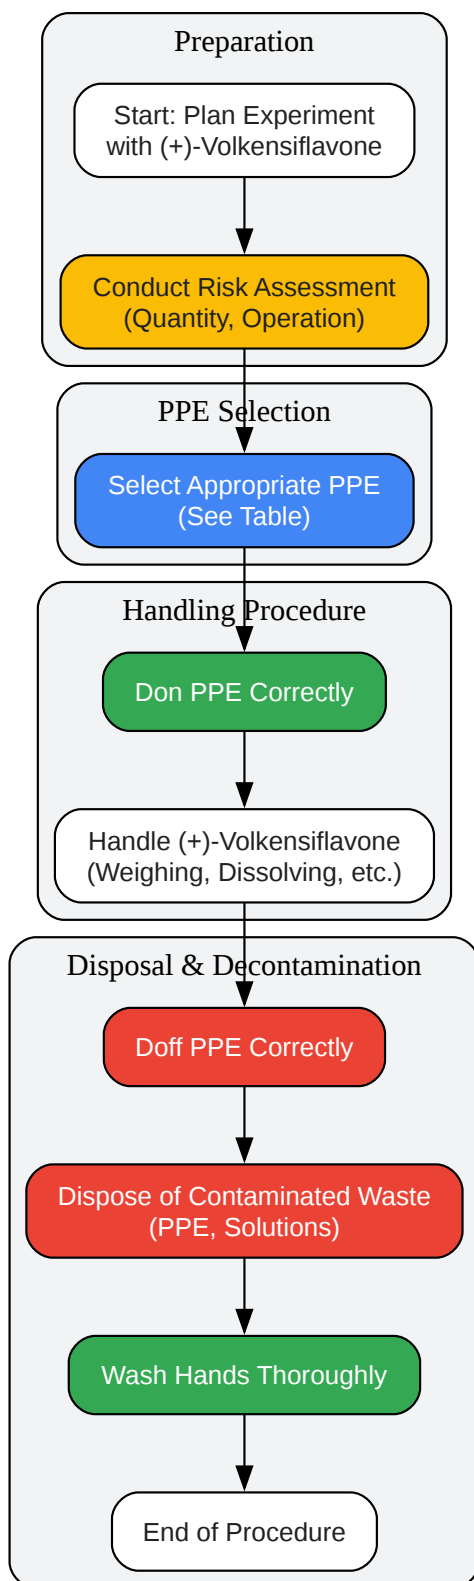 Preparation
Start: Plan Experiment
with (+)-Volkensiflavone
Conduct Risk Assessment
(Quantity, Operation)
PPE Selection
Select Appropriate PPE
(See Table)
Handling Procedure
Don PPE Correctly
Handle (+)-Volkensiflavone
(Weighing, Dissolving, etc.)
Disposal & Decontamination
Doff PPE Correctly
Dispose of Contaminated Waste
(PPE, Solutions)
Wash Hands Thoroughly
End of Procedure